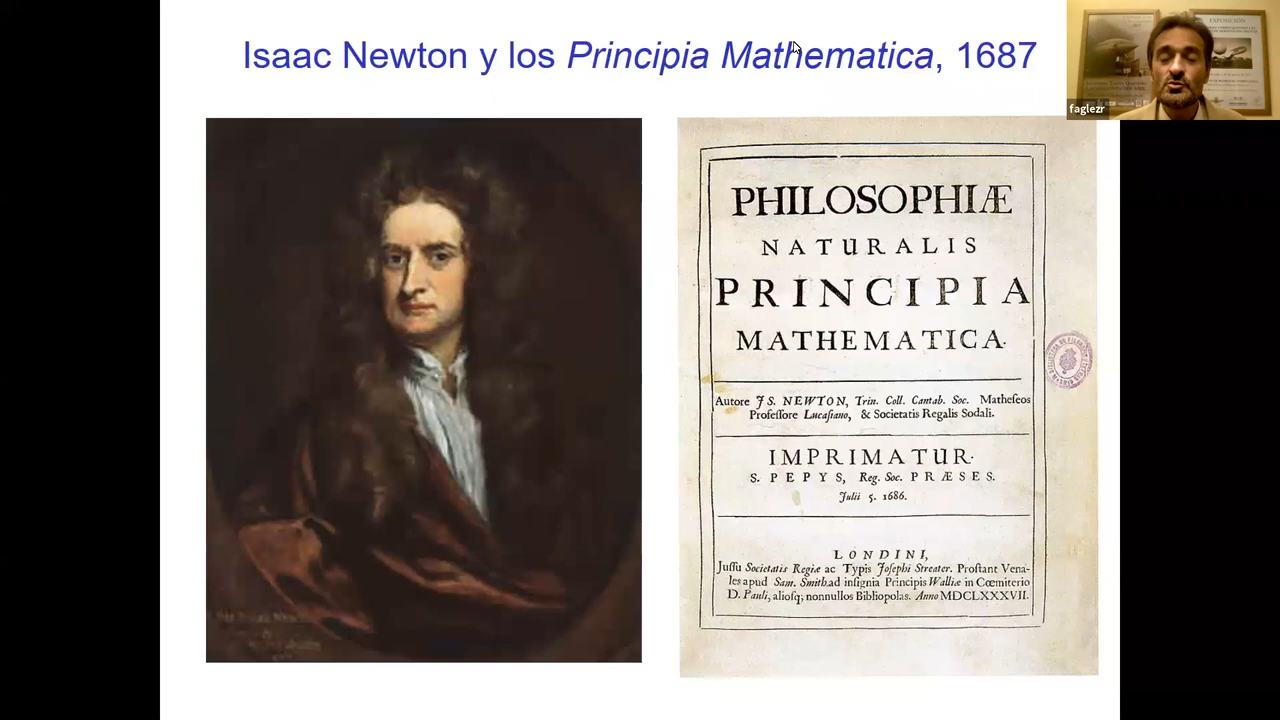 Isaac Newton y los Principia Mathematica, 1687
faglezr
EXPOSICIÓN
PHILOSOPHIÆ
NATURALIS
PRINCIPIA
MATHEMATICA.
Autore JS. NEWTON, Trin. Coll. Cantab. Soc. Matheseos
Professore Lucasiano, & Societatis Regalis Sodali.
IMPRIMATUR.
S. PEPYS, Reg. Soc. PRÆSES.
Julii 5. 1686.
LONDINI,
Jussu Societatis Regiæ ac Typis Josephi Streater. Prostant Vena-
les apud Sam. Smith ad insignia Principis Walliæ in Cœmiterio
D. Pauli, aliosq; nonnullos Bibliopolas. Anno MDCLXXXVII.